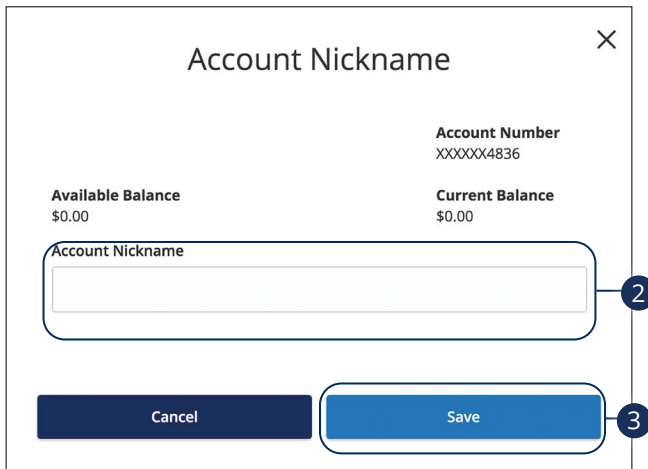 Account Nickname
Account Number
XXXXXX4836
Available Balance
Current Balance
$0.00
$0.00
Account Nickname
2
Cancel
Save
3